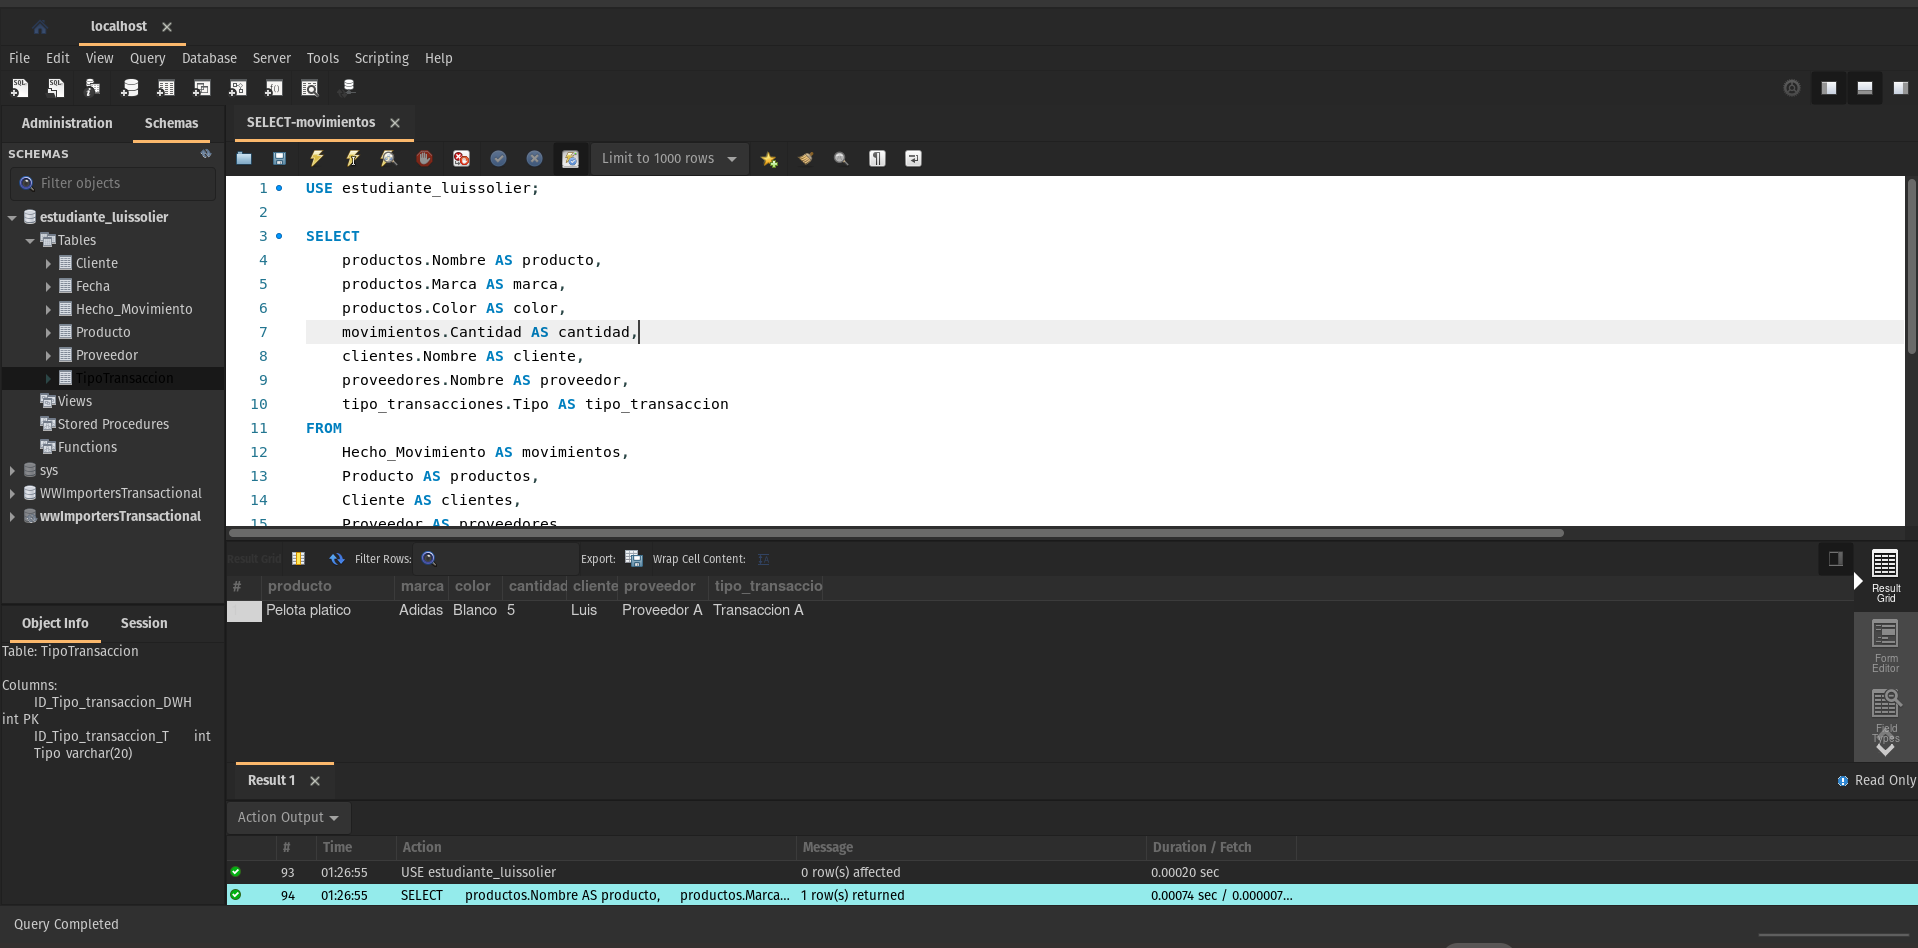 localhost
File Edit View Query Database Server Tools Scripting Help
Administration Schemas
SCHEMAS
Filter objects
estudiante_luissolier
Tables
Cliente
Fecha
Hecho_Movimiento
Producto
Proveedor
TipoTransaccion
Views
Stored Procedures
Functions
sys
WWImportersTransactional
wwImportersTransactional
Object Info Session
Table: TipoTransaccion
Columns:
ID_Tipo_transaccion_DWH
int PK
ID_Tipo_transaccion_T int
Tipo varchar(20)
SELECT-movimientos
Limit to 1000 rows
1 USE estudiante_luissolier;
2
3 SELECT
4 productos.Nombre AS producto,
5 productos.Marca AS marca,
6 productos.Color AS color,
7 movimientos.Cantidad AS cantidad,
8 clientes.Nombre AS cliente,
9 proveedores.Nombre AS proveedor,
10 tipo_transacciones.Tipo AS tipo_transaccion
11 FROM
12 Hecho_Movimiento AS movimientos,
13 Producto AS productos,
14 Cliente AS clientes,
15 Proveedor AS proveedores
Result Grid Filter Rows: Export: Wrap Cell Content:
# producto marca color cantidad cliente proveedor tipo_transaccio
Pelota platico Adidas Blanco 5 Luis Proveedor A Transaccion A
Result
Grid
Form
Editor
Field
Types
Result 1
Read Only
Action Output
# Time Action Message Duration / Fetch
93 01:26:55 USE estudiante_luissolier 0 row(s) affected 0.00020 sec
94 01:26:55 SELECT productos.Nombre AS producto, productos.Marca... 1 row(s) returned 0.00074 sec / 0.000007...
Query Completed